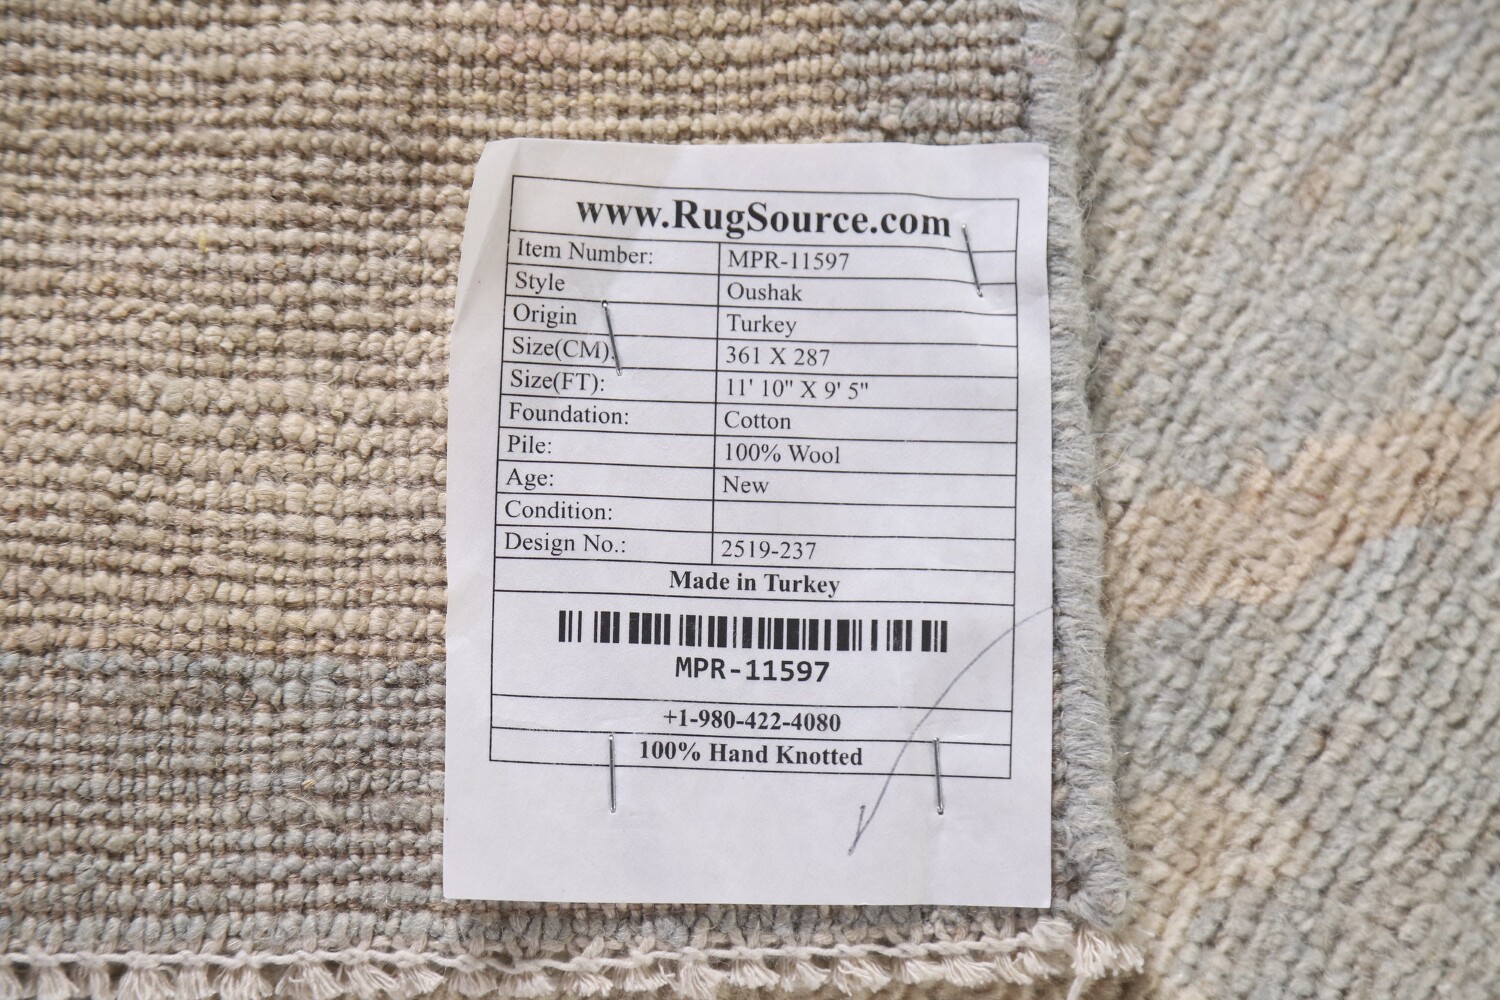 www.RugSource.com
Item Number: MPR-11597
Style Oushak
Origin Turkey
Size(CM): 361 X 287
Size(FT): 11' 10" X 9' 5"
Foundation: Cotton
Pile: 100% Wool
Age: New
Condition:
Design No.: 2519-237
Made in Turkey
MPR-11597
+1-980-422-4080
100% Hand Knotted